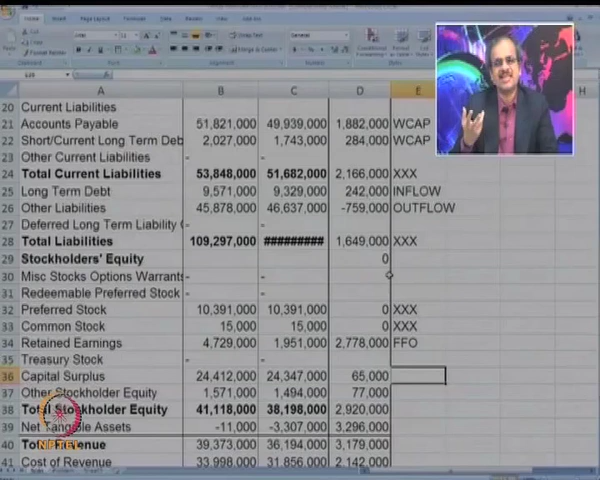 A B C D E H
20 Current Liabilities
21 Accounts Payable 51,821,000 49,939,000 1,882,000 WCAP
22 Short/Current Long Term Deb 2,027,000 1,743,000 284,000 WCAP
23 Other Current Liabilities - -
24 Total Current Liabilities 53,848,000 51,682,000 2,166,000 XXX
25 Long Term Debt 9,571,000 9,329,000 242,000 INFLOW
26 Other Liabilities 45,878,000 46,637,000 -759,000 OUTFLOW
27 Deferred Long Term Liability C - -
28 Total Liabilities 109,297,000 ######### 1,649,000 XXX
29 Stockholders' Equity 0
30 Misc Stocks Options Warrants - -
31 Redeemable Preferred Stock - -
32 Preferred Stock 10,391,000 10,391,000 0 XXX
33 Common Stock 15,000 15,000 0 XXX
34 Retained Earnings 4,729,000 1,951,000 2,778,000 FFO
35 Treasury Stock - -
36 Capital Surplus 24,412,000 24,347,000 65,000
37 Other Stockholder Equity 1,571,000 1,494,000 77,000
38 Total Stockholder Equity 41,118,000 38,198,000 2,920,000
39 Net Tangible Assets -11,000 -3,307,000 3,296,000
40 Total Revenue 39,373,000 36,194,000 3,179,000
41 Cost of Revenue 33,998,000 31,856,000 2,142,000
NPTEL